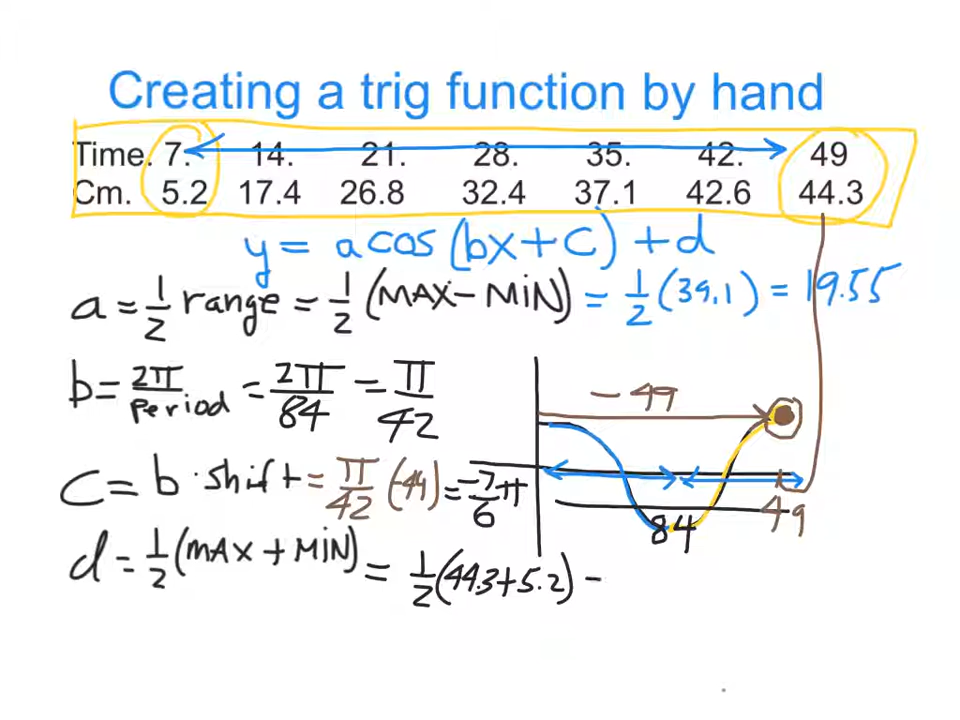 Creating a trig function by hand
Time. 7. 14. 21. 28. 35. 42. 49
Cm. 5.2 17.4 26.8 32.4 37.1 42.6 44.3
y = a cos (bx + c) + d
a = 1/2 range = 1/2 (MAX - MIN) = 1/2 (39.1) = 19.55
b = 2π/period = 2π/84 = π/42
- 49
c = b · shift = π/42 (-49) = -7/6 π
49
84
d = 1/2 (MAX + MIN) = 1/2 (44.3 + 5.2) -